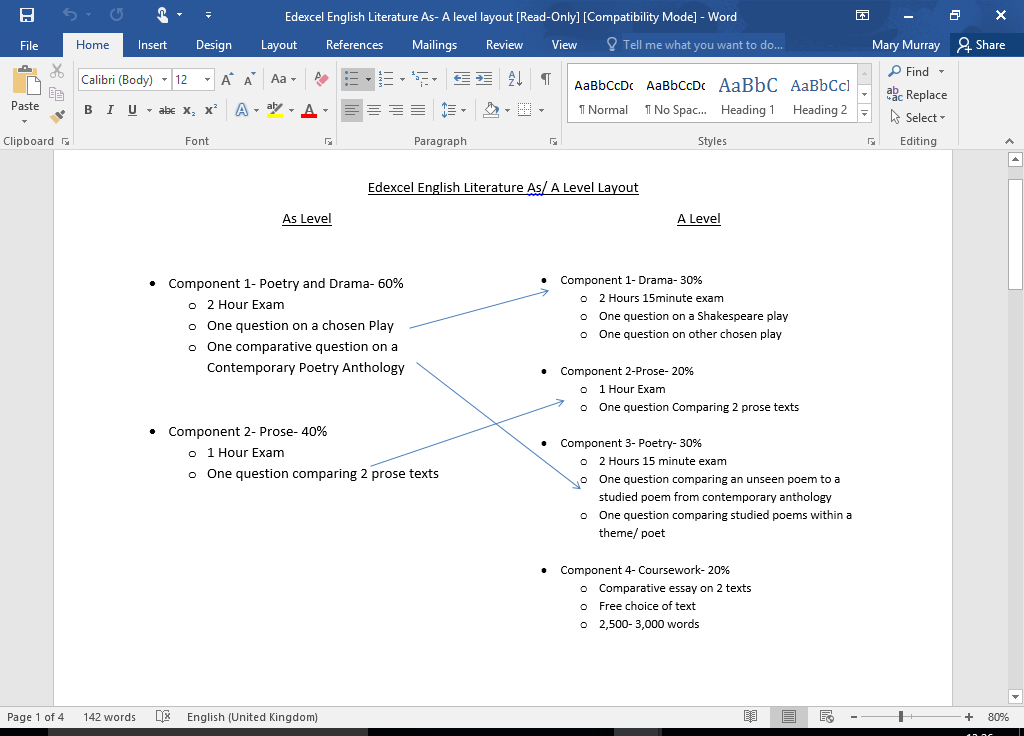 Edexcel English Literature As- A level layout [Read-Only] [Compatibility Mode] - Word
File Home Insert Design Layout References Mailings Review View Tell me what you want to do... Mary Murray Share
Paste
Calibri (Body) 12 A A Aa
B I U abc X₂ X² A ab A
AaBbCcDc AaBbCcDc AaBbC AaBbCcl
¶ Normal ¶ No Spac... Heading 1 Heading 2
Find
Replace
Select
Clipboard Font Paragraph Styles Editing
Edexcel English Literature As/ A Level Layout
As Level
• Component 1- Poetry and Drama- 60%
o 2 Hour Exam
o One question on a chosen Play
o One comparative question on a
Contemporary Poetry Anthology
• Component 2- Prose- 40%
o 1 Hour Exam
o One question comparing 2 prose texts
A Level
• Component 1- Drama- 30%
o 2 Hours 15minute exam
o One question on a Shakespeare play
o One question on other chosen play
• Component 2-Prose- 20%
o 1 Hour Exam
o One question Comparing 2 prose texts
• Component 3- Poetry- 30%
o 2 Hours 15 minute exam
o One question comparing an unseen poem to a
studied poem from contemporary anthology
o One question comparing studied poems within a
theme/ poet
• Component 4- Coursework- 20%
o Comparative essay on 2 texts
o Free choice of text
o 2,500- 3,000 words
Page 1 of 4 142 words English (United Kingdom) 80%